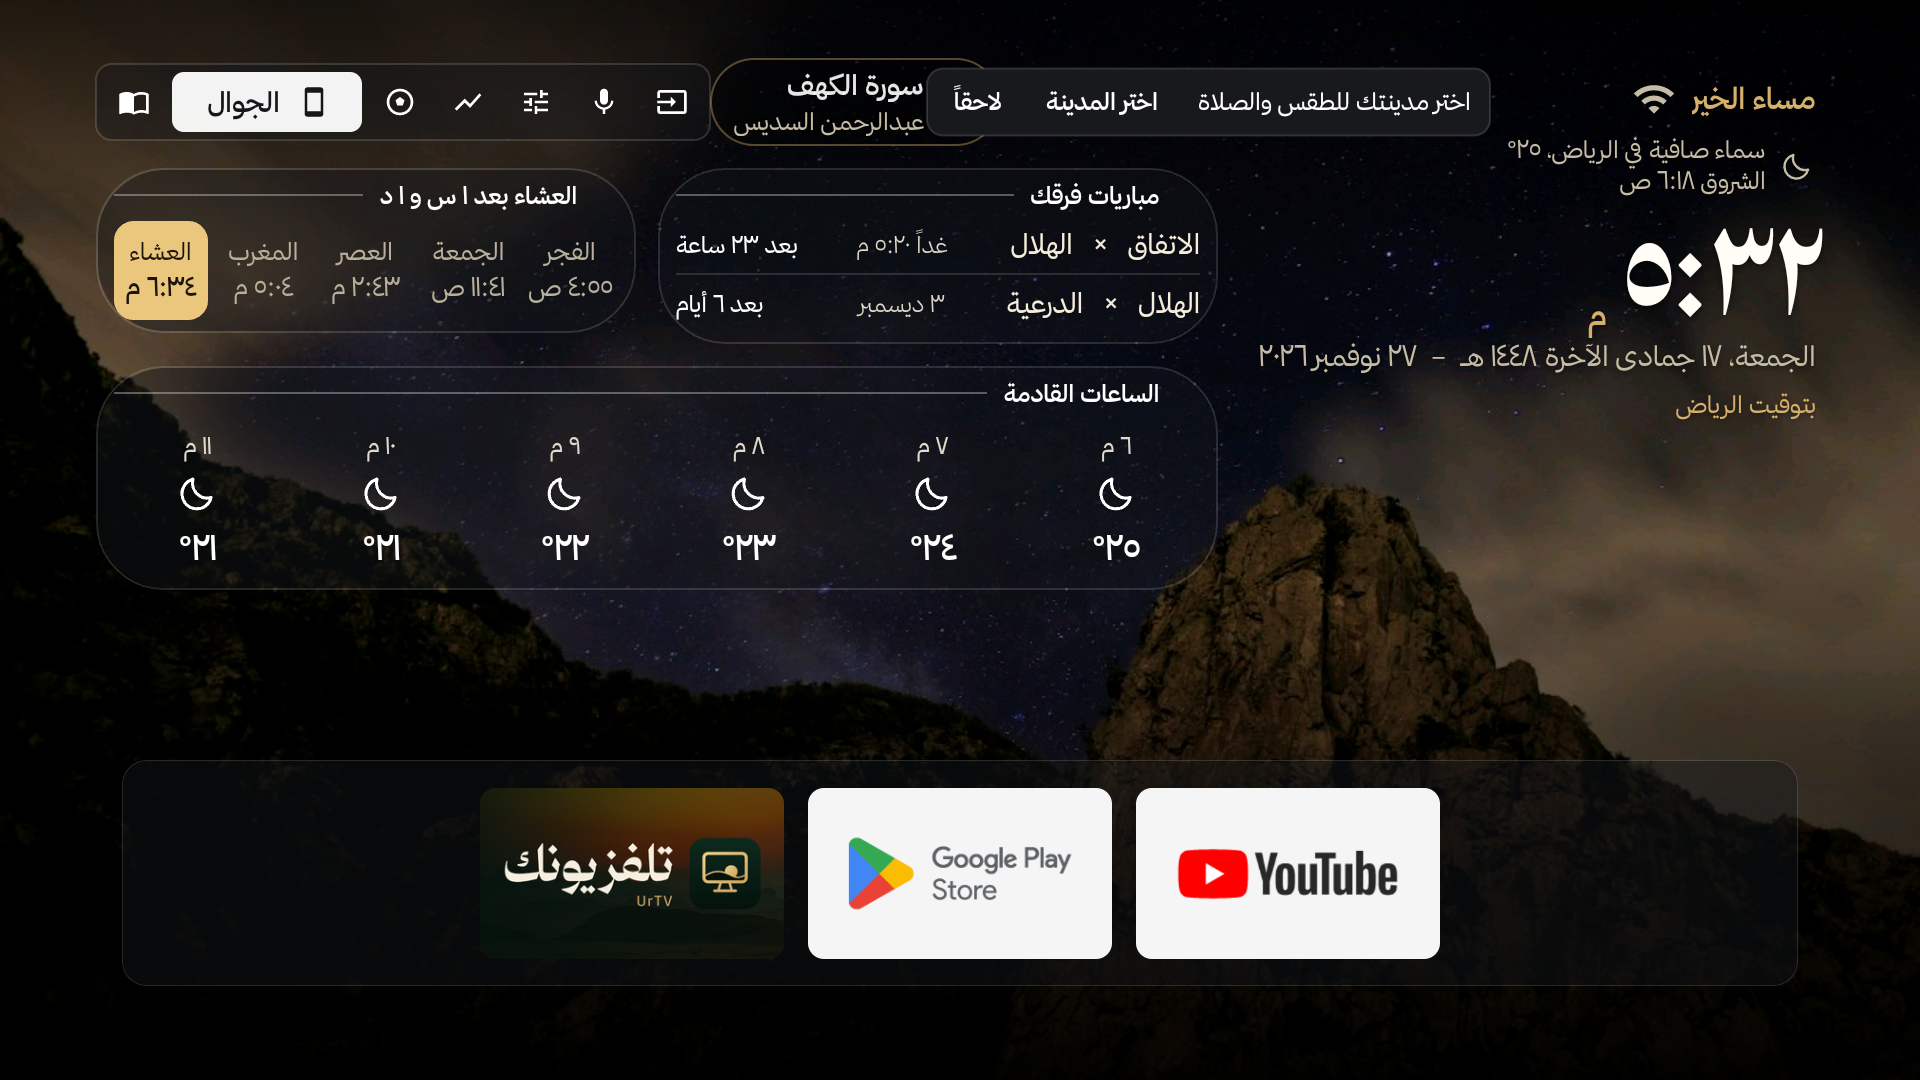 مساء الخير
سماء صافية في الرياض، ٢٥°
الشروق ٦:١٨ ص
٥:٣٢ م
الجمعة، ١٧ جمادى الآخرة ١٤٤٨ هـ – ٢٧ نوفمبر ٢٠٢٦
بتوقيت الرياض
اختر مدينتك للطقس والصلاة اختر المدينة لاحقاً
سورة الكهف
عبدالرحمن السديس
الجوال
مباريات فرقك
الاتفاق × الهلال غداً ٥:٢٠ م بعد ٢٣ ساعة
الهلال × الدرعية ٣ ديسمبر بعد ٦ أيام
العشاء بعد ١ س و ١ د
الفجر الجمعة العصر المغرب العشاء
٤:٥٥ ص ١١:٤١ ص ٢:٤٣ م ٥:٠٤ م ٦:٣٤ م
الساعات القادمة
٦ م ٧ م ٨ م ٩ م ١٠ م ١١ م
٢٥° ٢٤° ٢٣° ٢٢° ٢١° ٢١°
YouTube
Google Play
Store
تلفزيونك
UrTV